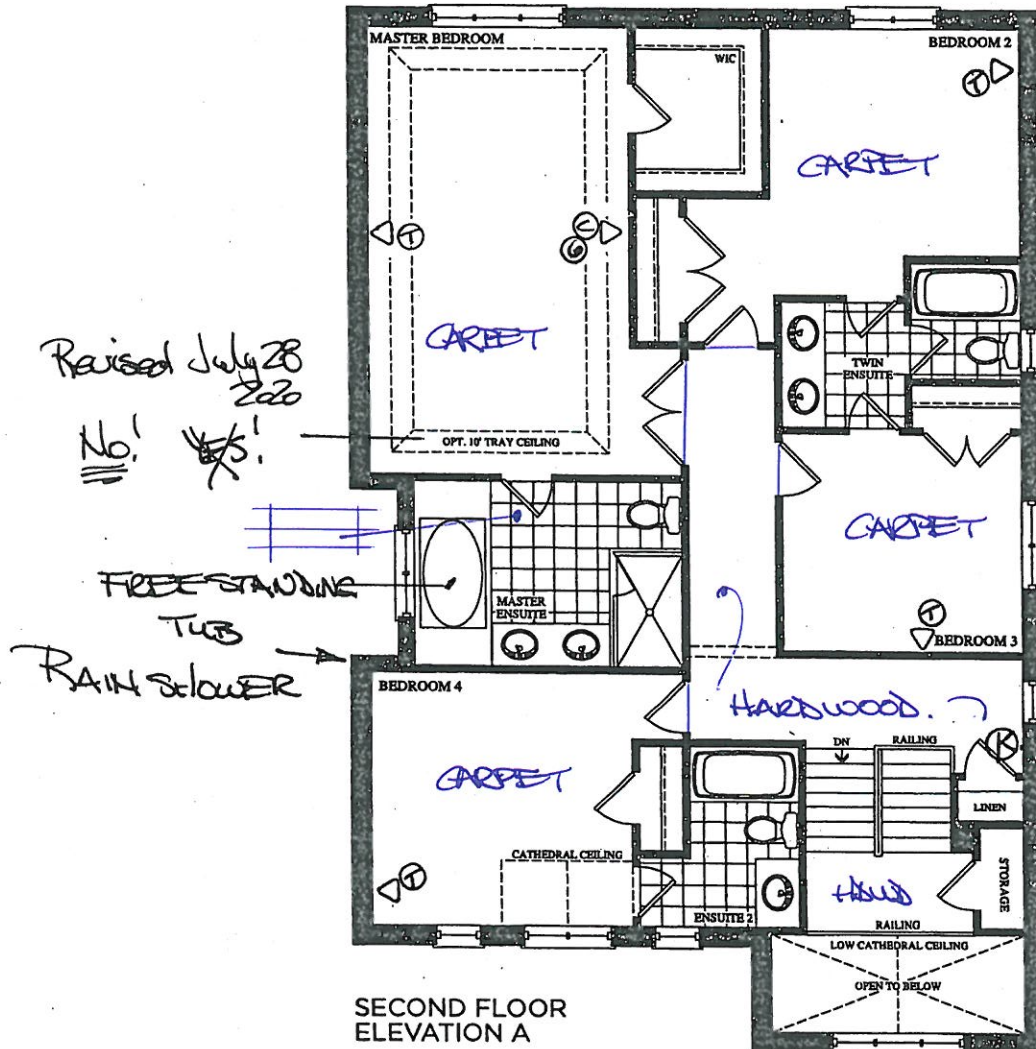 MASTER BEDROOM
BEDROOM 2
WIC
T
CARPET
T
C
G
CARPET
Revised July 28
2020
No! YES!
OPT. 10' TRAY CEILING
TWIN
ENSUITE
CARPET
FREESTANDING
TUB
RAIN SHOWER
MASTER
ENSUITE
T
BEDROOM 3
BEDROOM 4
HARDWOOD.
CARPET
DN
RAILING
K
LINEN
CATHEDRAL CEILING
T
ENSUITE 2
STORAGE
RAILING
LOW CATHEDRAL CEILING
OPEN TO BELOW
SECOND FLOOR
ELEVATION A